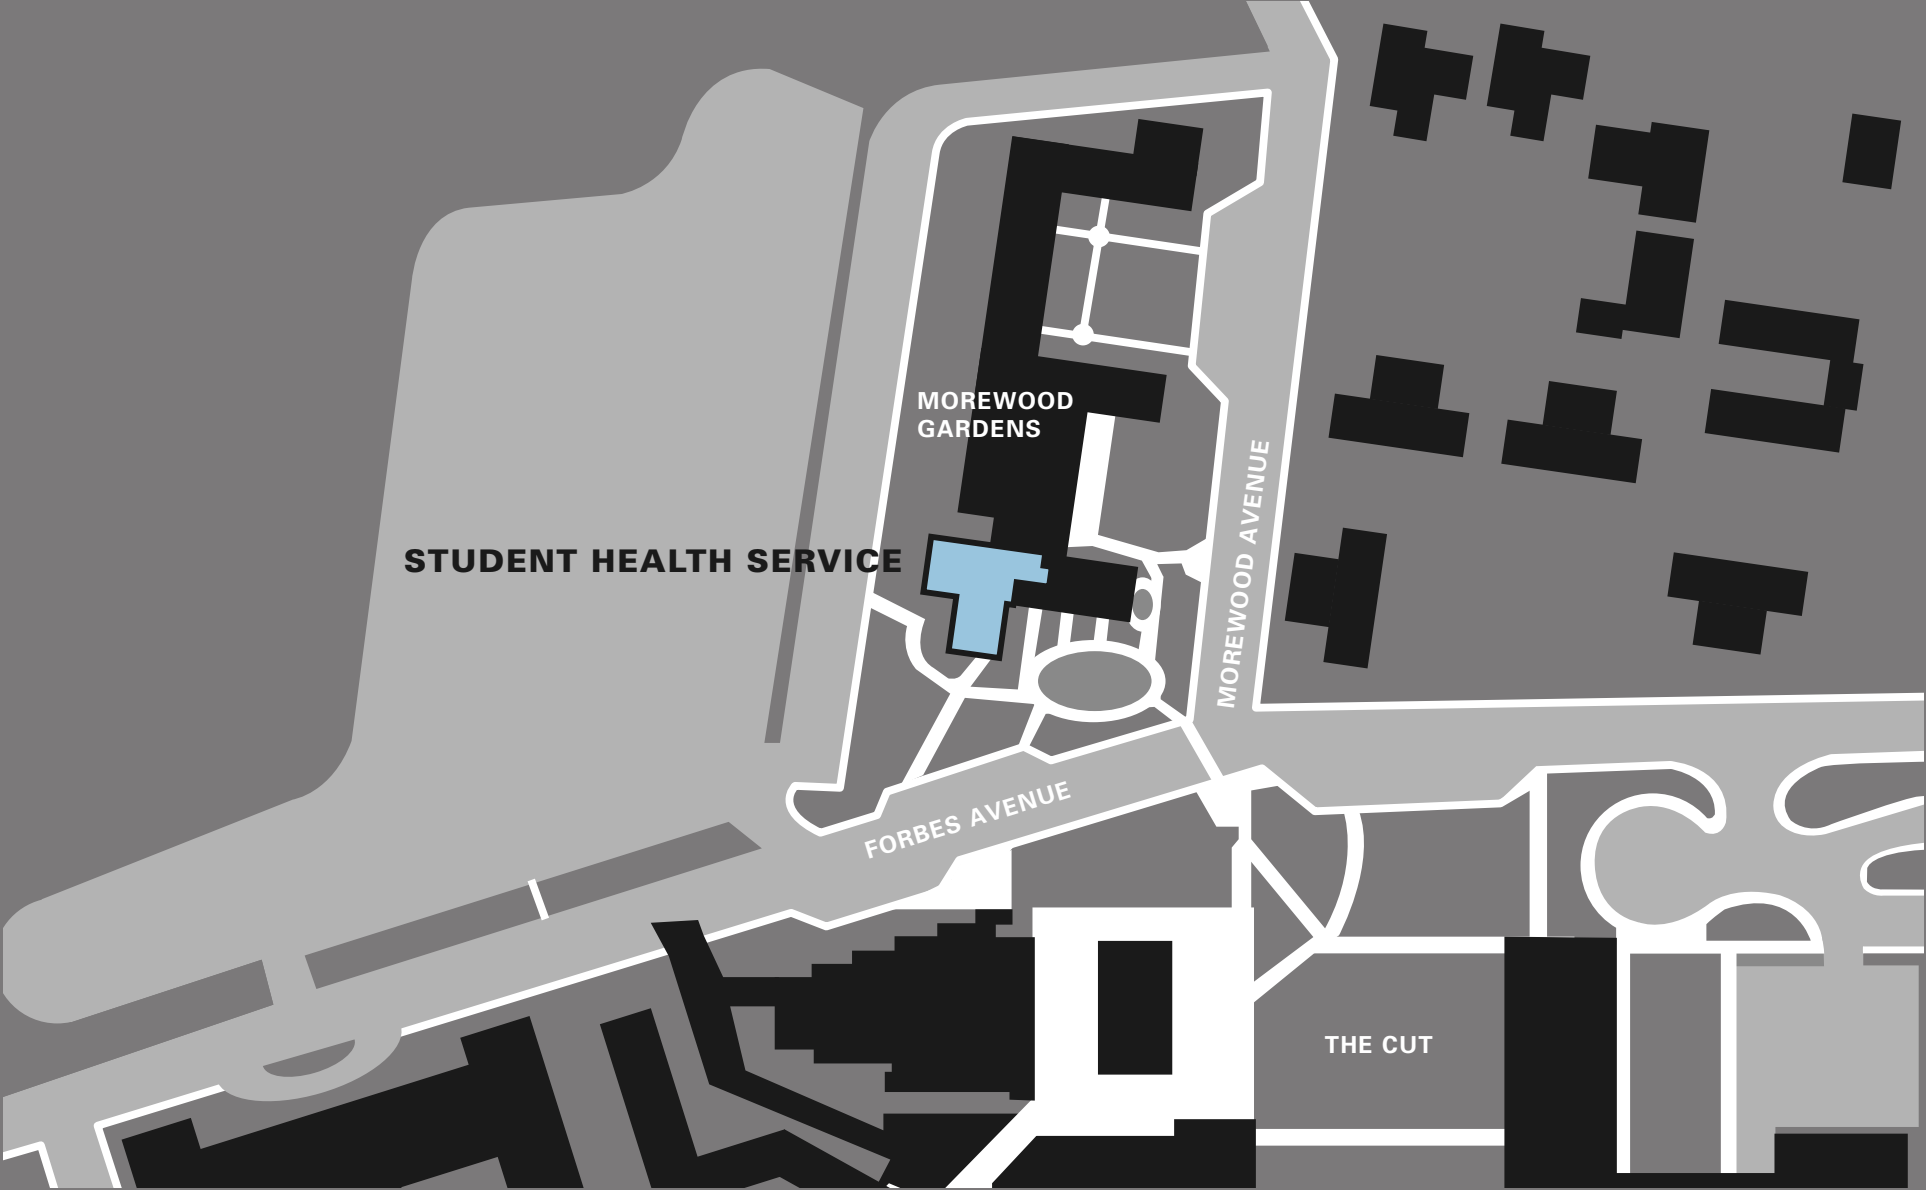 MOREWOOD
GARDENS
MOREWOOD AVENUE
STUDENT HEALTH SERVICE
FORBES AVENUE
THE CUT